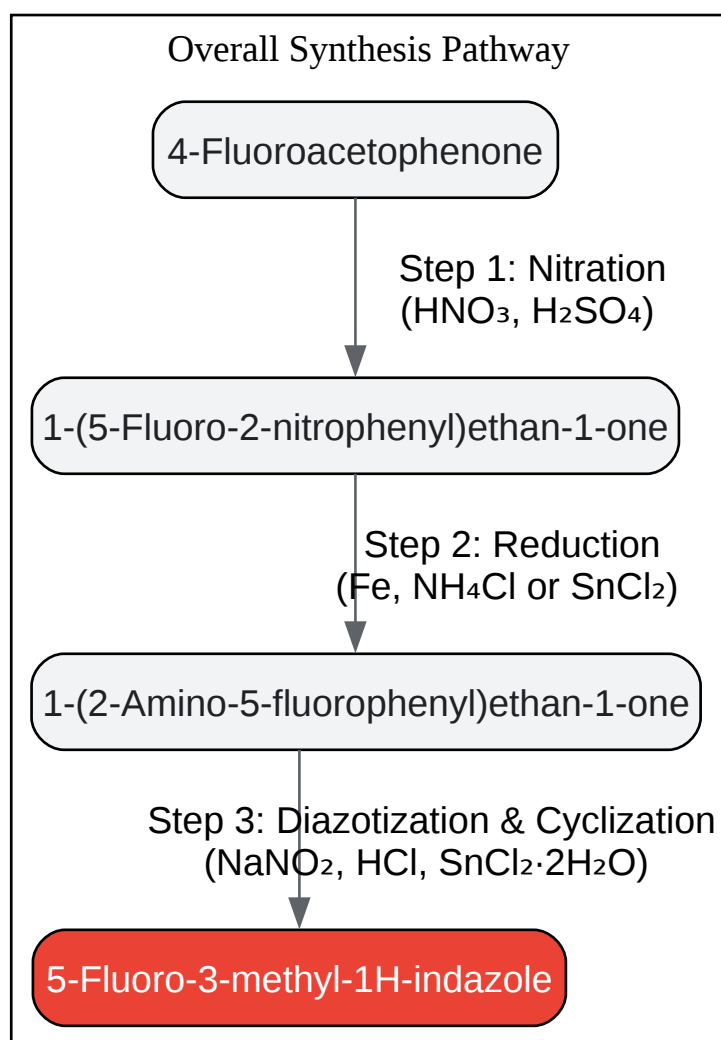 Overall Synthesis Pathway
4-Fluoroacetophenone
Step 1: Nitration
(HNO₃, H₂SO₄)
1-(5-Fluoro-2-nitrophenyl)ethan-1-one
Step 2: Reduction
(Fe, NH₄Cl or SnCl₂)
1-(2-Amino-5-fluorophenyl)ethan-1-one
Step 3: Diazotization & Cyclization
(NaNO₂, HCl, SnCl₂·2H₂O)
5-Fluoro-3-methyl-1H-indazole